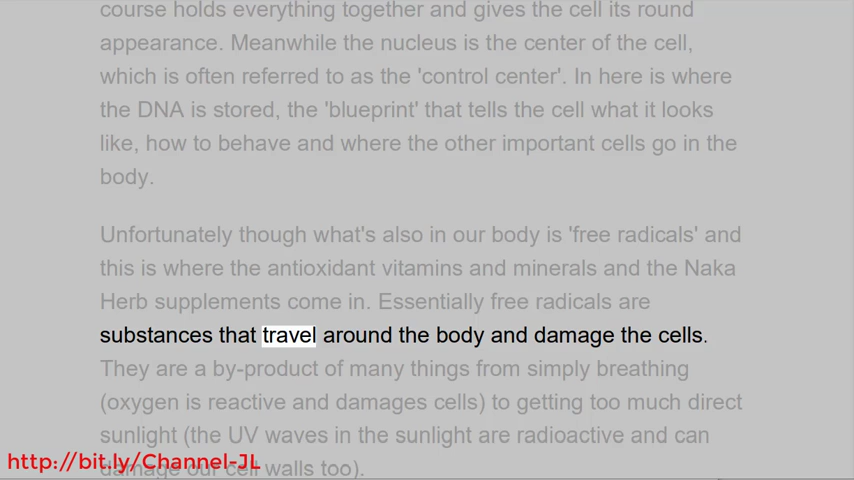 course holds everything together and gives the cell its round
appearance. Meanwhile the nucleus is the center of the cell,
which is often referred to as the 'control center'. In here is where
the DNA is stored, the 'blueprint' that tells the cell what it looks
like, how to behave and where the other important cells go in the
body.
Unfortunately though what's also in our body is 'free radicals' and
this is where the antioxidant vitamins and minerals and the Naka
Herb supplements come in. Essentially free radicals are
substances that travel around the body and damage the cells.
They are a by-product of many things from simply breathing
(oxygen is reactive and damages cells) to getting too much direct
sunlight (the UV waves in the sunlight are radioactive and can
http://bit.ly/Channel-JL
damage our cell walls too).